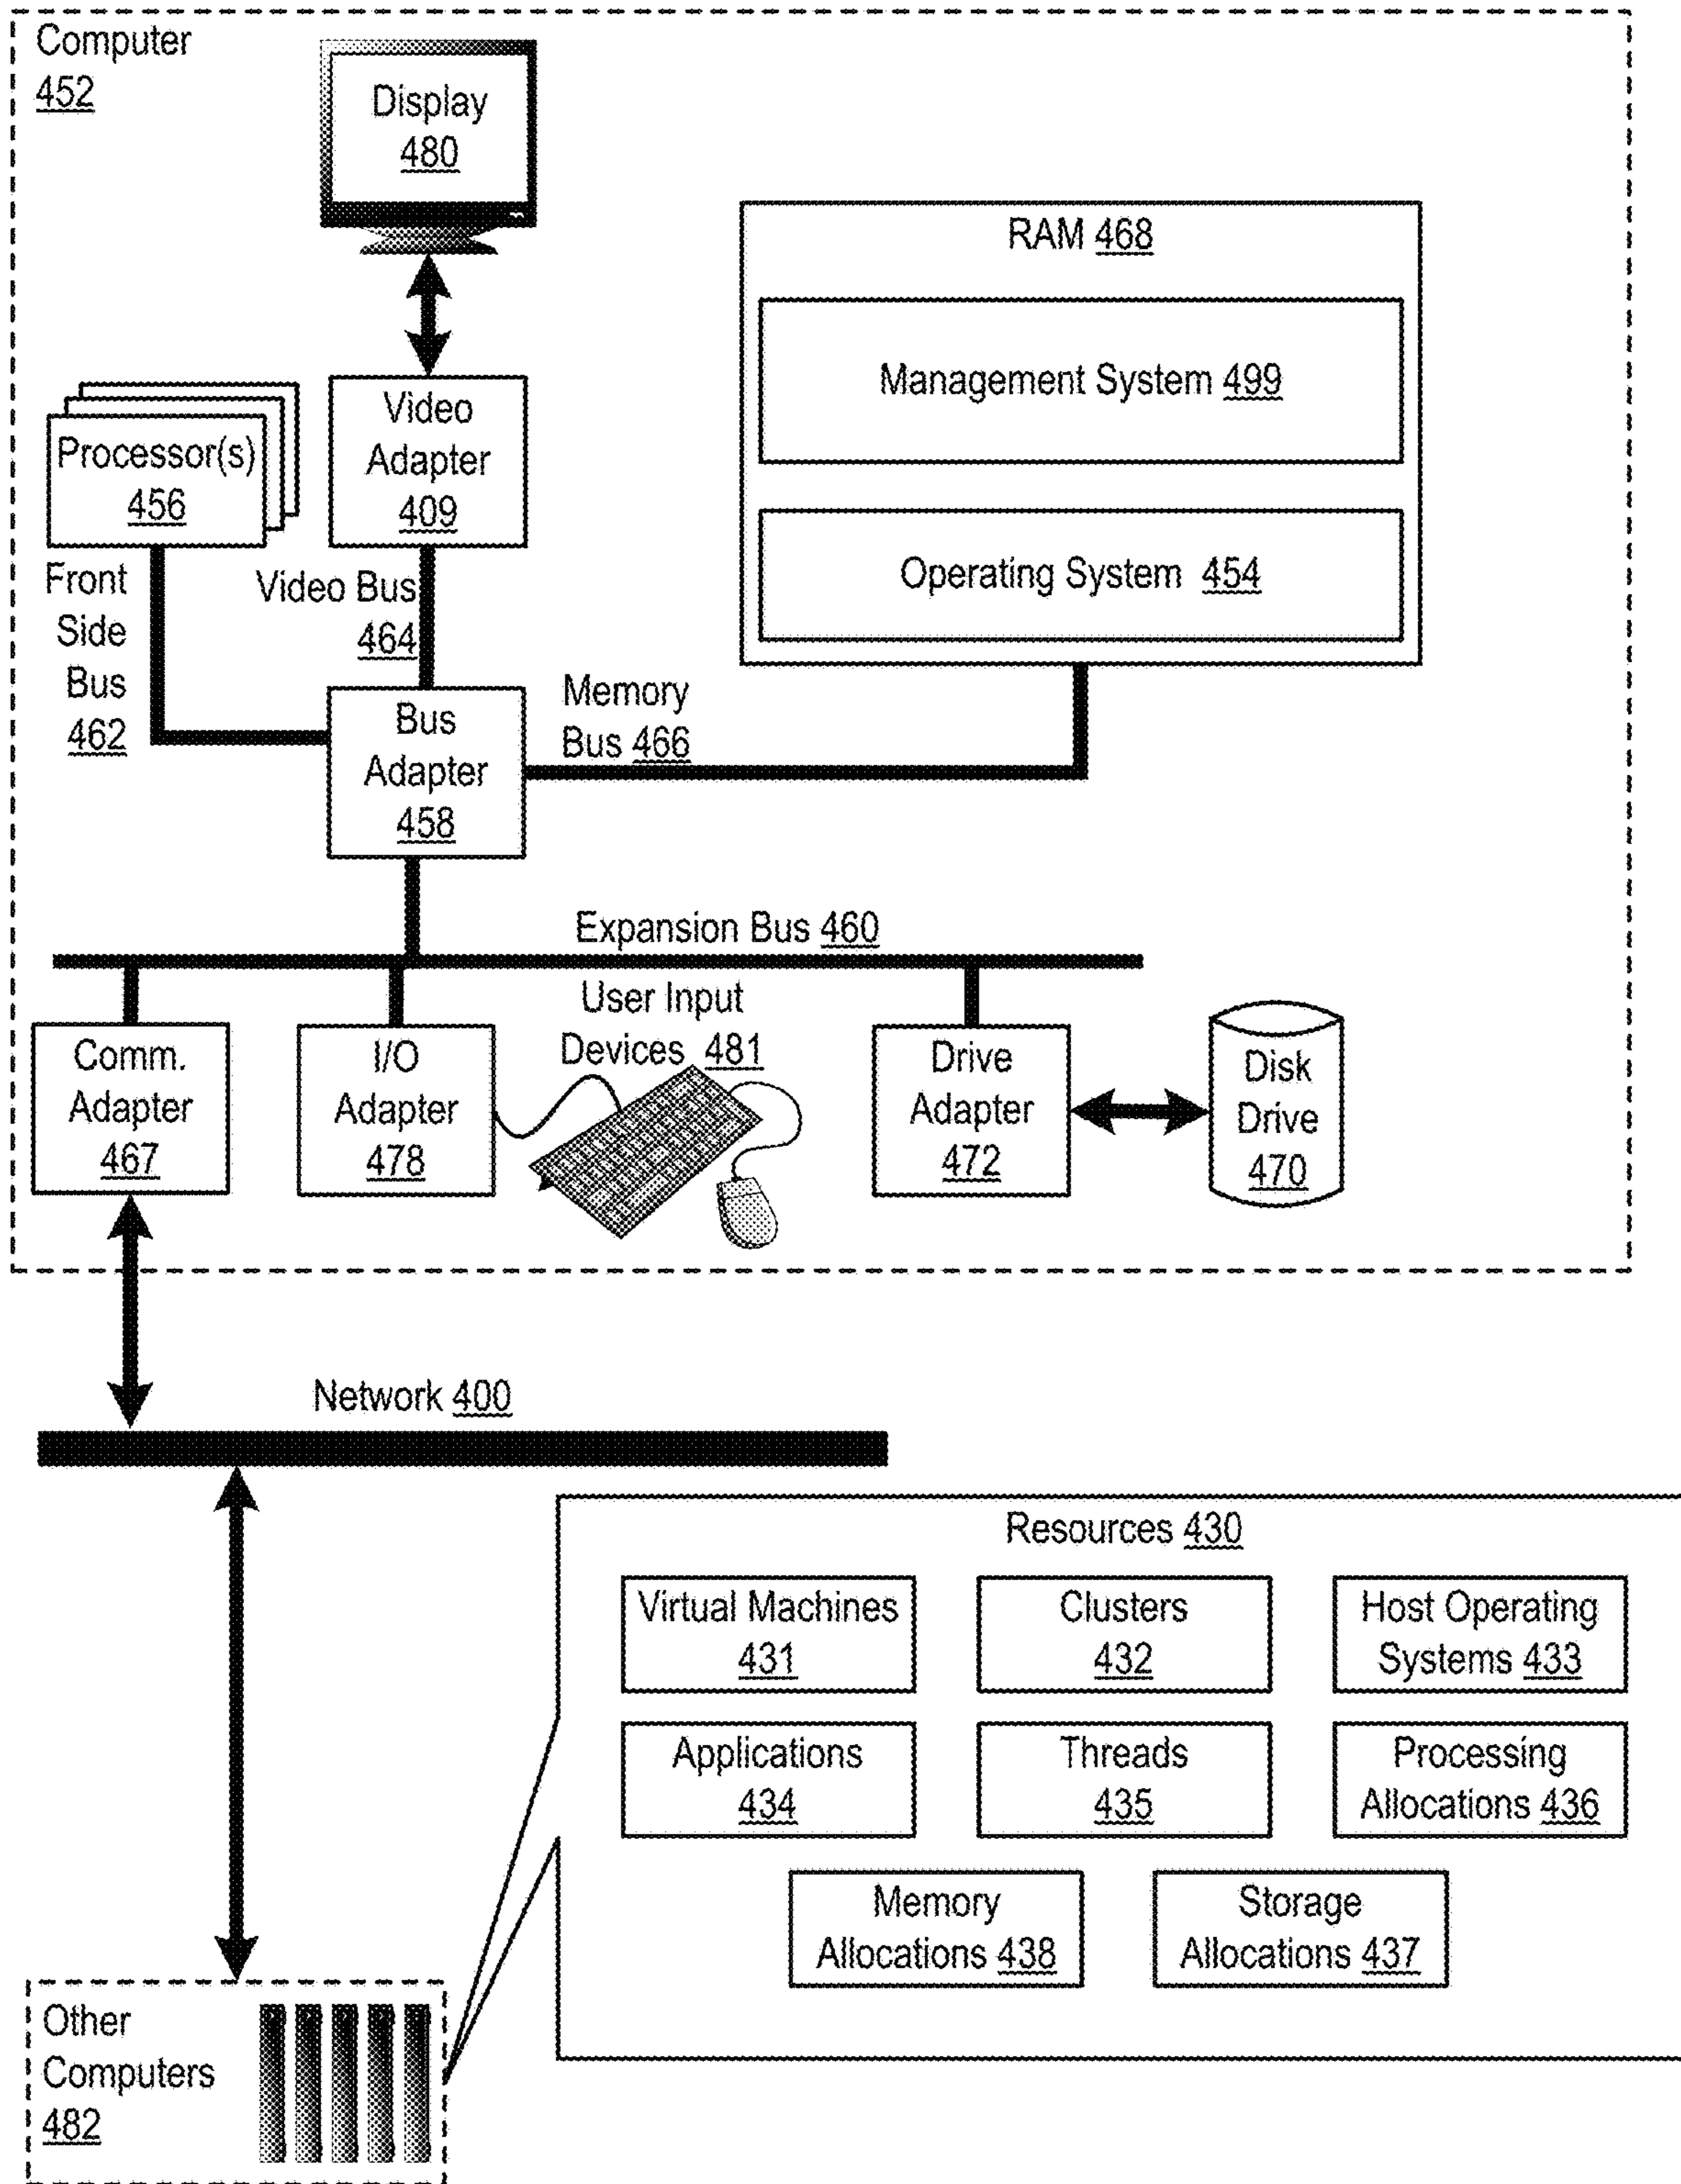 Computer
452
Display
480
RAM 468
Management System 499
Operating System 454
Processor(s)
456
Video
Adapter
409
Front
Side
Bus
462
Video Bus
464
Bus
Adapter
458
Memory
Bus 466
Expansion Bus 460
Comm.
Adapter
467
I/O
Adapter
478
User Input
Devices 481
Drive
Adapter
472
Disk
Drive
470
Network 400
Resources 430
Virtual Machines
431
Clusters
432
Host Operating
Systems 433
Applications
434
Threads
435
Processing
Allocations 436
Memory
Allocations 438
Storage
Allocations 437
Other
Computers
482